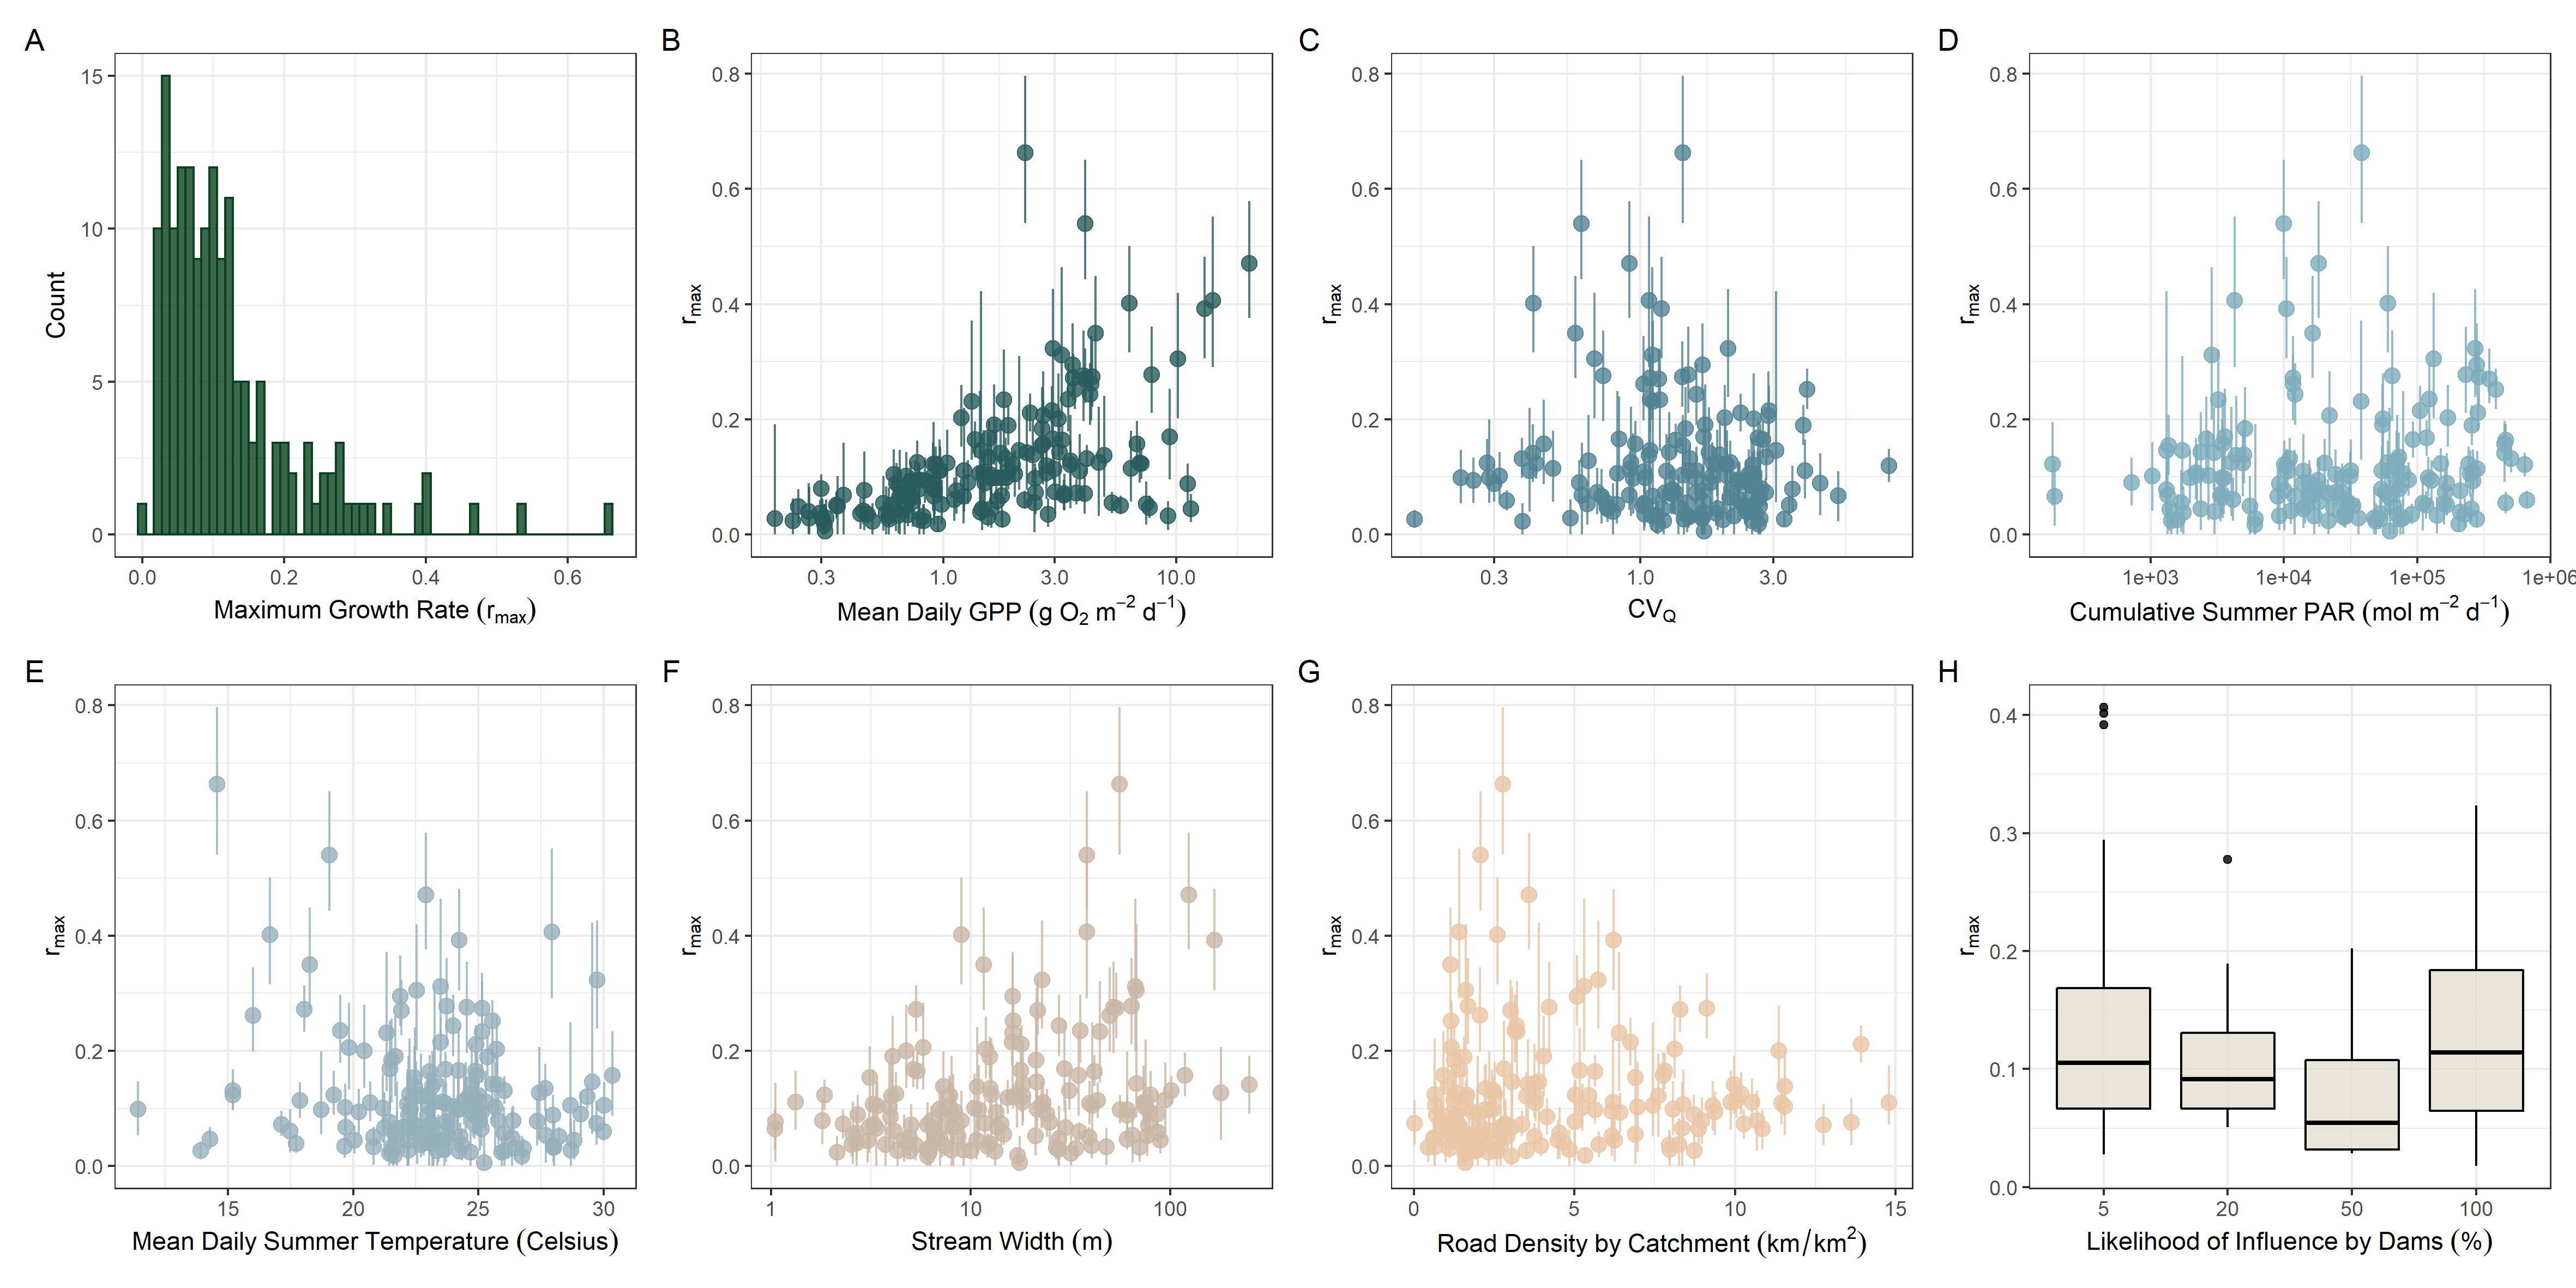 A
15
10
5
0
Count
0.0 0.2 0.4 0.6
Maximum Growth Rate (rmax)
B
0.8
0.6
0.4
0.2
0.0
rmax
0.3 1.0 3.0 10.0
Mean Daily GPP (g O2 m−2 d−1)
C
0.8
0.6
0.4
0.2
0.0
rmax
0.3 1.0 3.0
CVQ
D
0.8
0.6
0.4
0.2
0.0
rmax
1e+03 1e+04 1e+05 1e+06
Cumulative Summer PAR (mol m−2 d−1)
E
0.8
0.6
0.4
0.2
0.0
rmax
15 20 25 30
Mean Daily Summer Temperature (Celsius)
F
0.8
0.6
0.4
0.2
0.0
rmax
1 10 100
Stream Width (m)
G
0.8
0.6
0.4
0.2
0.0
rmax
0 5 10 15
Road Density by Catchment (km/km2)
H
0.4
0.3
0.2
0.1
0.0
rmax
5 20 50 100
Likelihood of Influence by Dams (%)